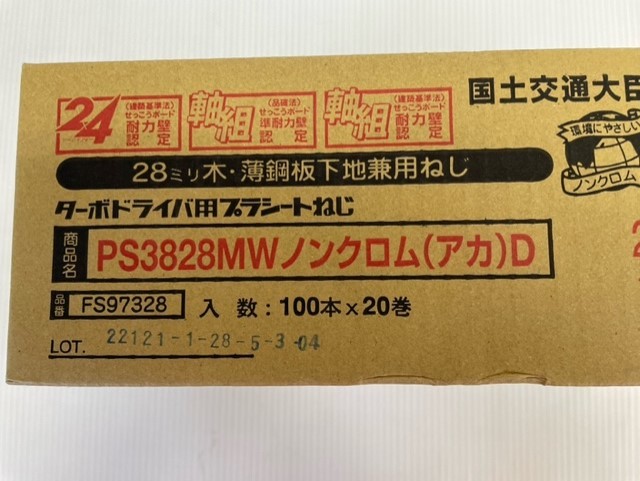 2×4
(建築基準法)
せっこうボード
耐力壁
認定
軸組
(品確法)
せっこうボード
準耐力壁
認定
軸組
(建築基準法)
せっこうボード
耐力壁
認定
国土交通大臣
環境にやさしい
ノンクロム
28ミリ木・薄鋼板下地兼用ねじ
ターボドライバ用プラシートねじ
商品名
PS3828MWノンクロム(アカ)D
品番
FS97328
入数:100本×20巻
LOT.
22121-1-28-5-3-04